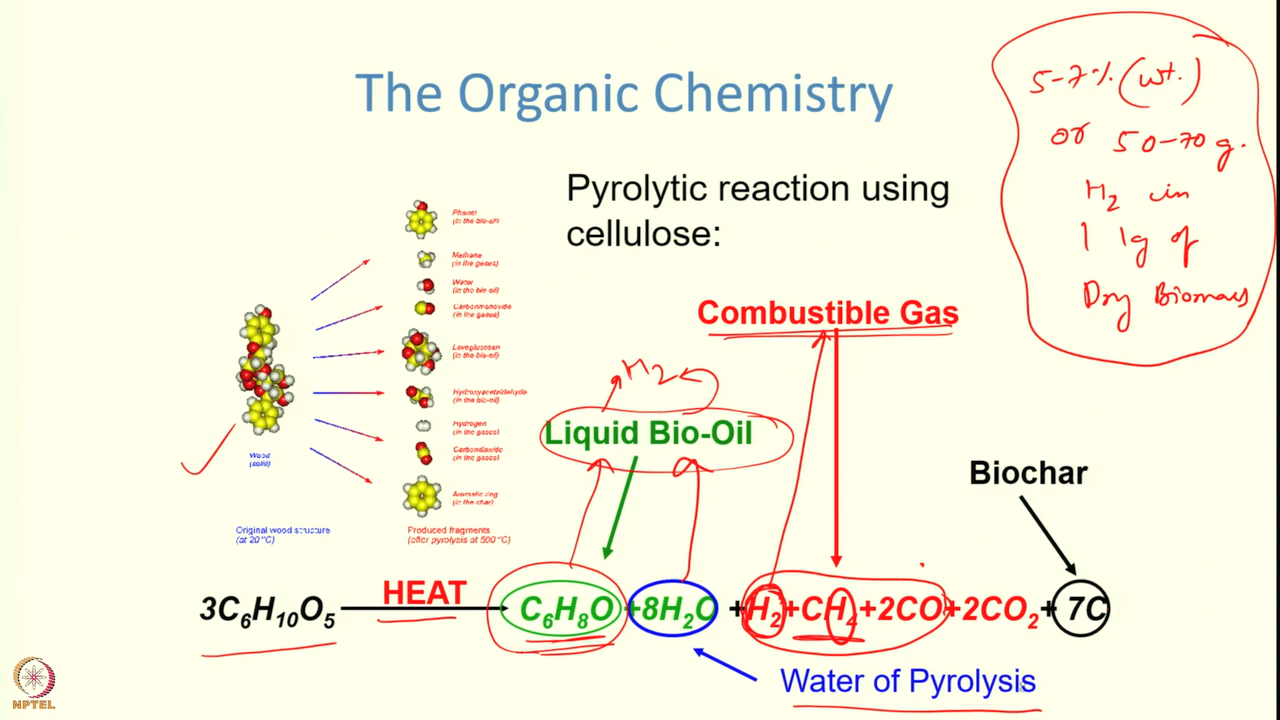 The Organic Chemistry
5-7% (wt.)
or 50-70 g.
H₂ in
1 kg of
Dry Biomass
Pyrolytic reaction using
cellulose:
Phenol
(in the bio-oil)
Methane
(in the gases)
Water
(in the bio oil)
Carbonmonoxide
(in the gases)
(in the bio-oil)
Hydroxyacetaldehyde
(in the bio-oil)
Hydrogen
(in the gases)
Carbondioxide
(in the gases)
Aromatic ring
(in the char)
Wood
(solid)
Original wood structure
(at 20 °C)
Produced fragments
(after pyrolysis at 500 °C)
Combustible Gas
H₂
Liquid Bio-Oil
Biochar
HEAT
3C₆H₁₀O₅ C₆H₈O +8H₂O +H₂+CH₄+2CO+2CO₂+ 7C
Water of Pyrolysis
NPTEL